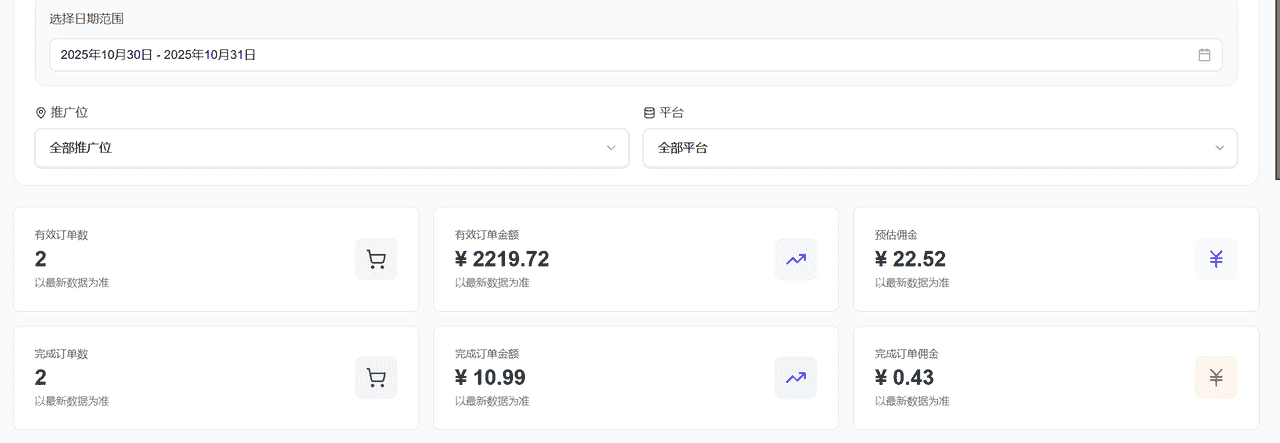 选择日期范围
2025年10月30日 - 2025年10月31日
推广位
平台
全部推广位
全部平台
有效订单数
2
以最新数据为准
有效订单金额
¥ 2219.72
以最新数据为准
预估佣金
¥ 22.52
以最新数据为准
完成订单数
2
以最新数据为准
完成订单金额
¥ 10.99
以最新数据为准
完成订单佣金
¥ 0.43
以最新数据为准